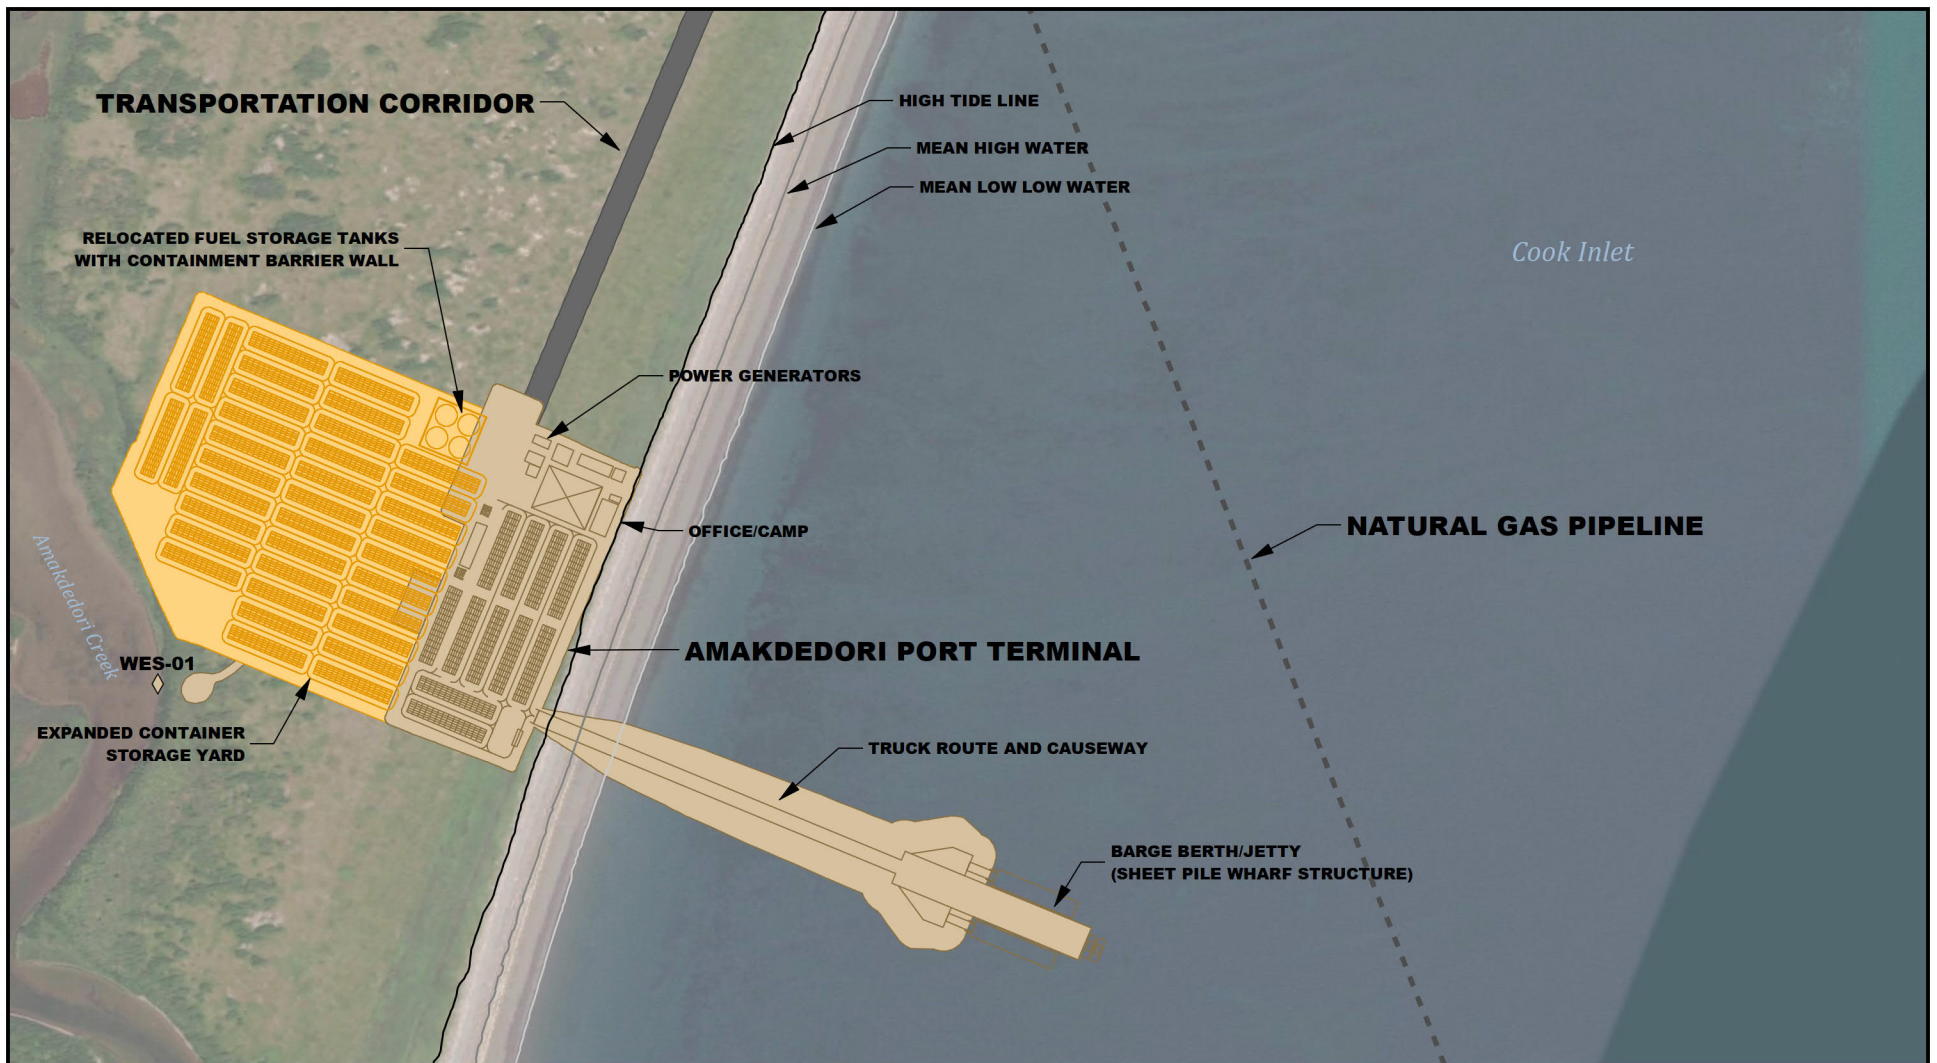 TRANSPORTATION CORRIDOR
HIGH TIDE LINE
MEAN HIGH WATER
MEAN LOW LOW WATER
RELOCATED FUEL STORAGE TANKS
WITH CONTAINMENT BARRIER WALL
Cook Inlet
POWER GENERATORS
OFFICE/CAMP
NATURAL GAS PIPELINE
Amakdedori Creek
AMAKDEDORI PORT TERMINAL
WES-01
EXPANDED CONTAINER
STORAGE YARD
TRUCK ROUTE AND CAUSEWAY
BARGE BERTH/JETTY
(SHEET PILE WHARF STRUCTURE)